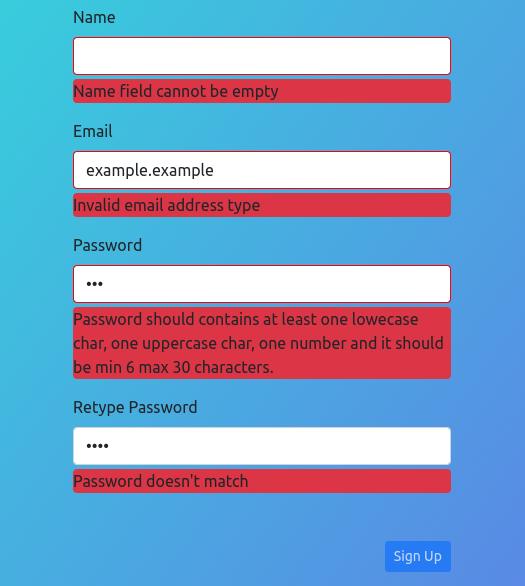 Name
Name field cannot be empty
Email
example.example
Invalid email address type
Password
•••
Password should contains at least one lowecase
char, one uppercase char, one number and it should
be min 6 max 30 characters.
Retype Password
••••
Password doesn't match
Sign Up